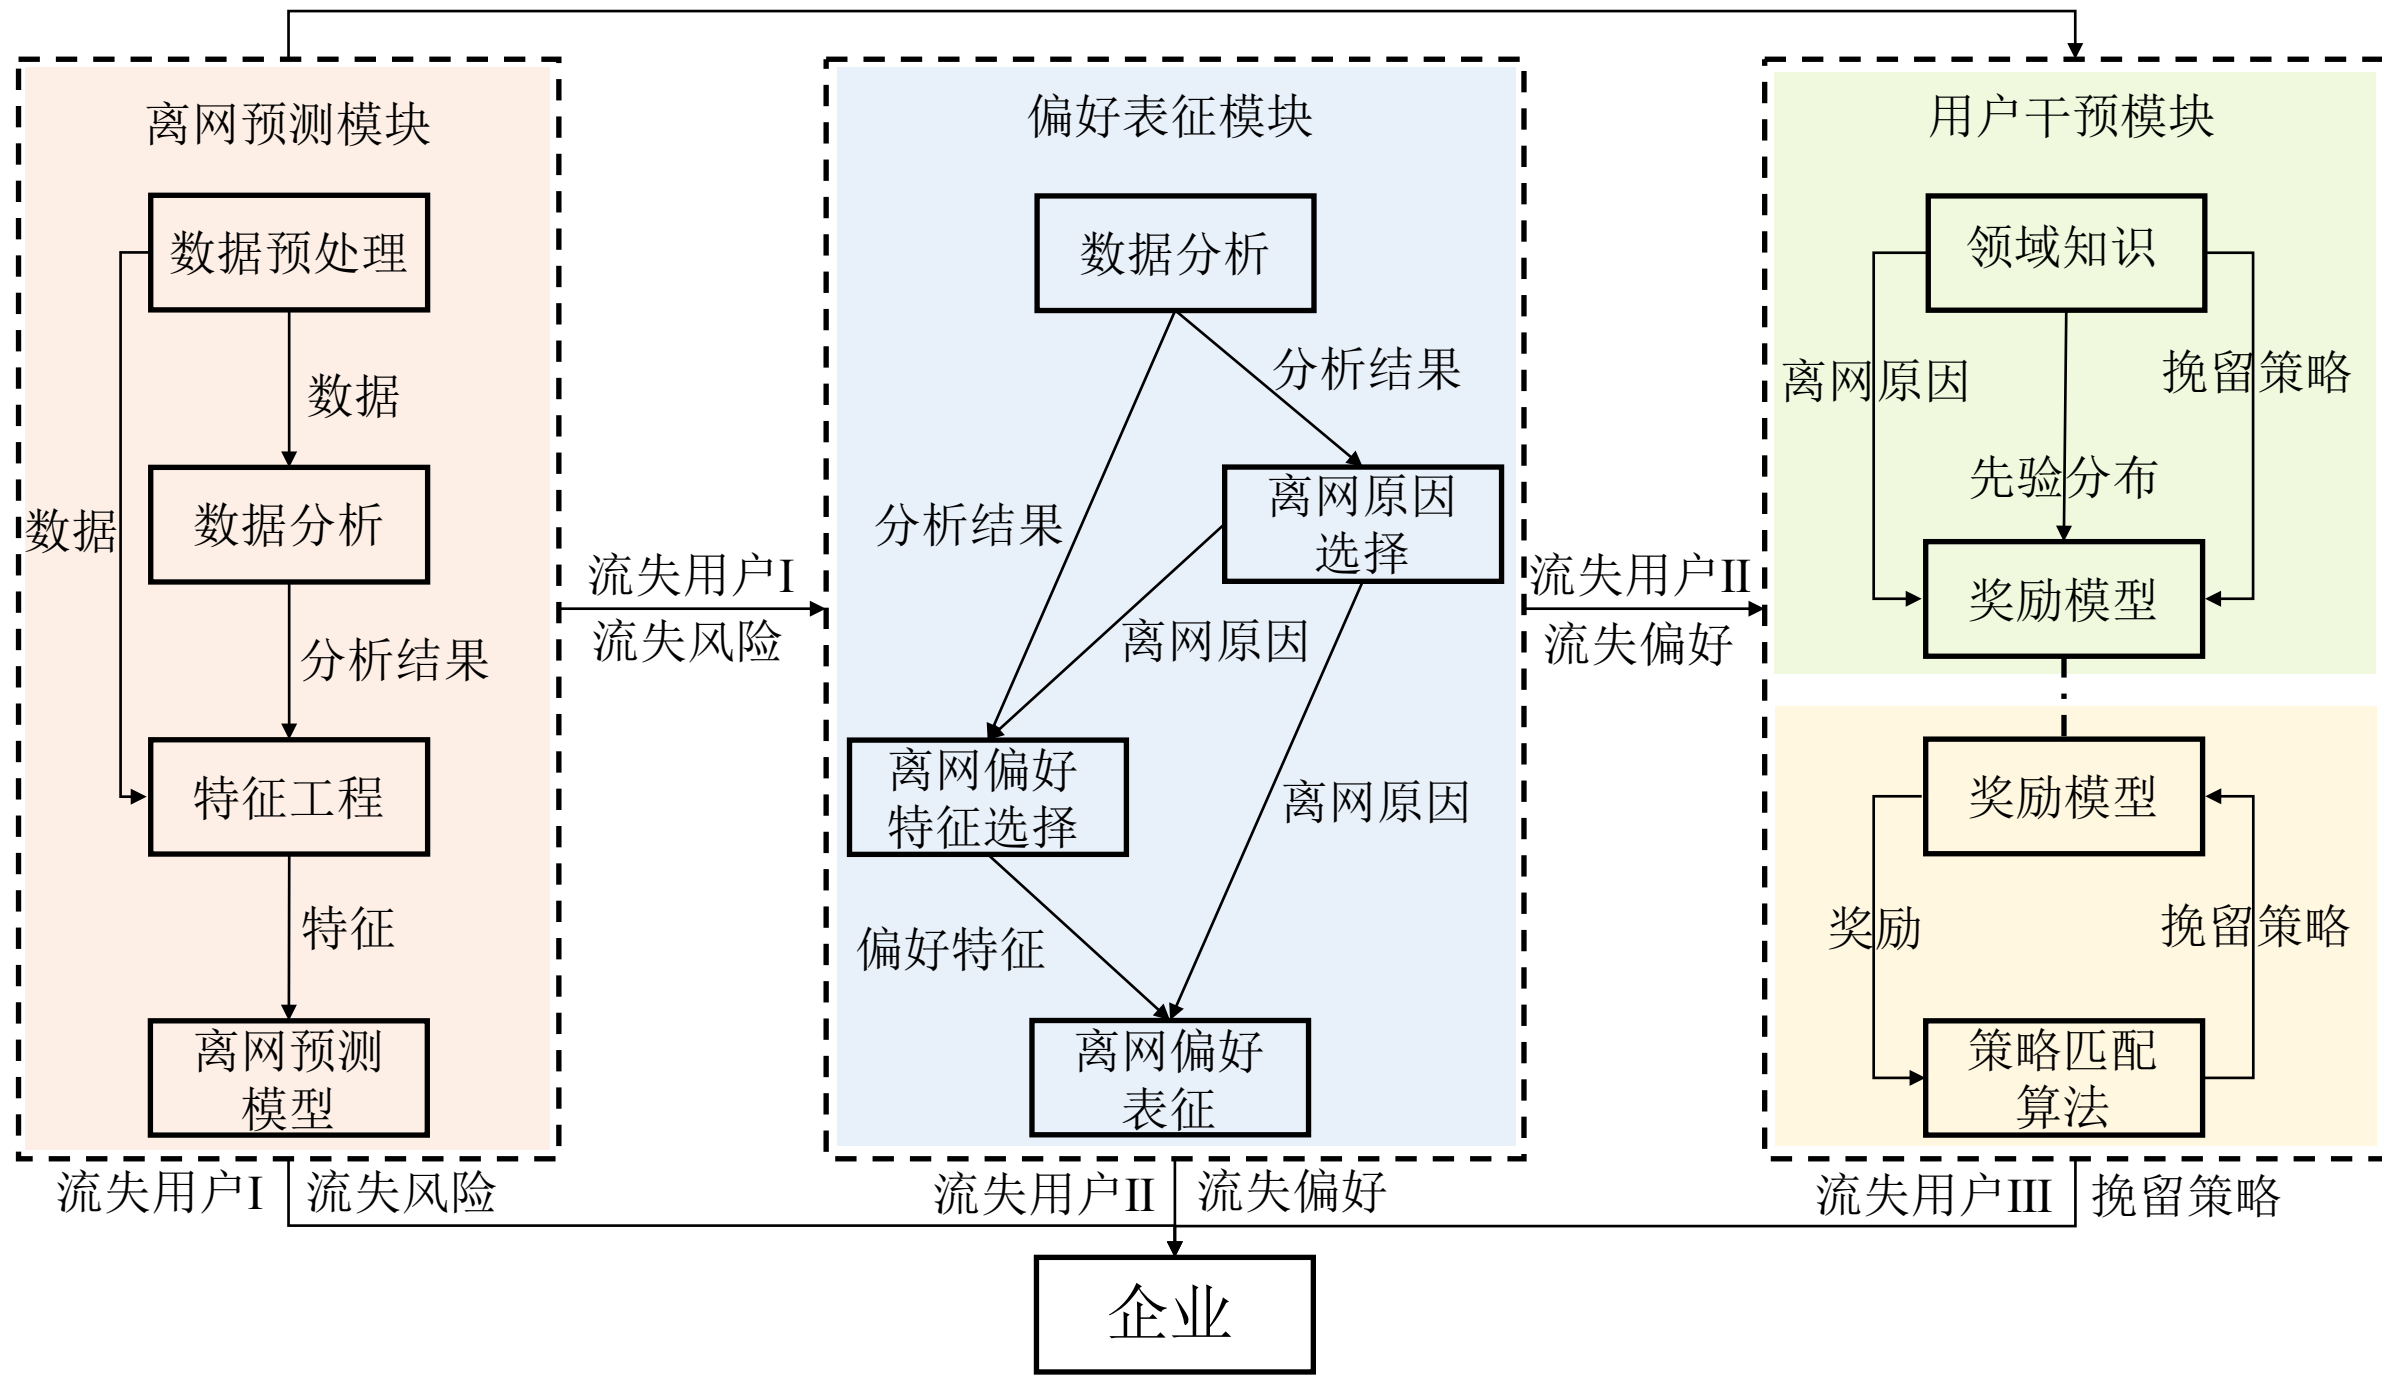 离网预测模块
数据预处理
数据
数据
数据分析
分析结果
特征工程
特征
离网预测
模型
流失用户I
流失风险
偏好表征模块
数据分析
分析结果
分析结果
离网原因
选择
离网原因
离网偏好
特征选择
离网原因
偏好特征
离网偏好
表征
流失用户II
流失偏好
用户干预模块
领域知识
离网原因
挽留策略
先验分布
奖励模型
奖励模型
奖励
挽留策略
策略匹配
算法
流失用户I
流失风险
流失用户II
流失偏好
流失用户III
挽留策略
企业